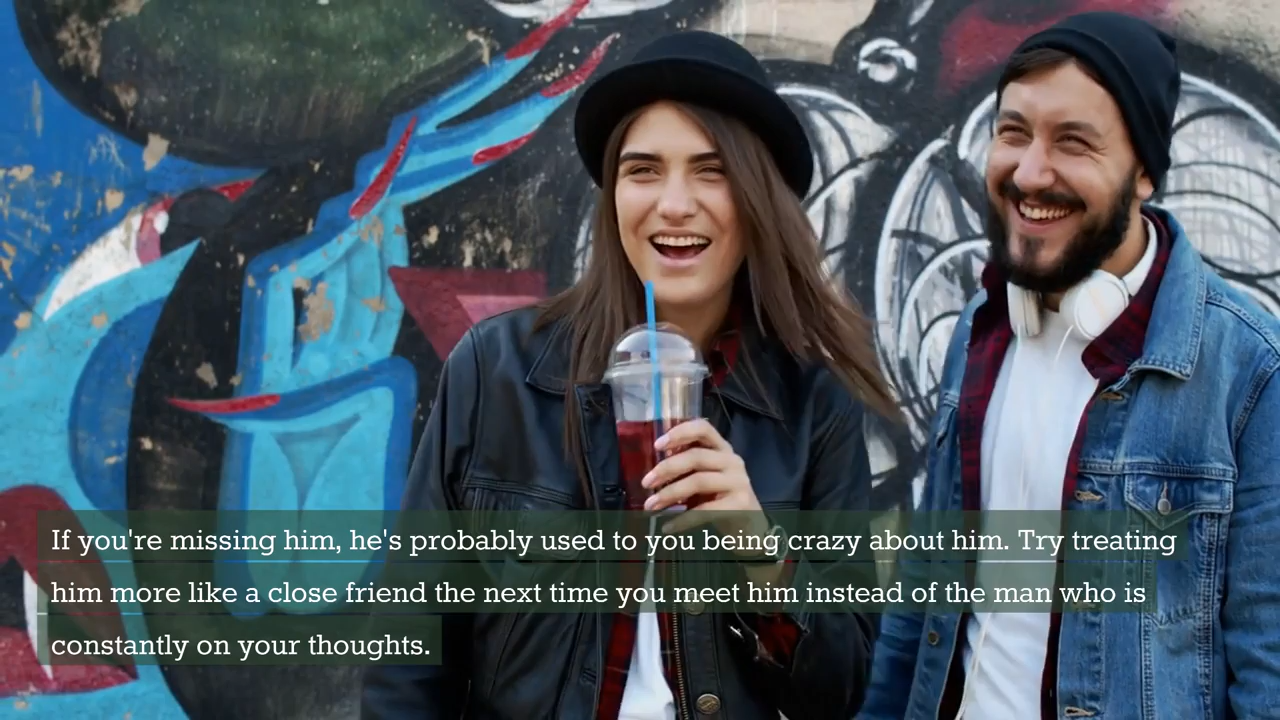 If you're missing him, he's probably used to you being crazy about him. Try treating
him more like a close friend the next time you meet him instead of the man who is
constantly on your thoughts.